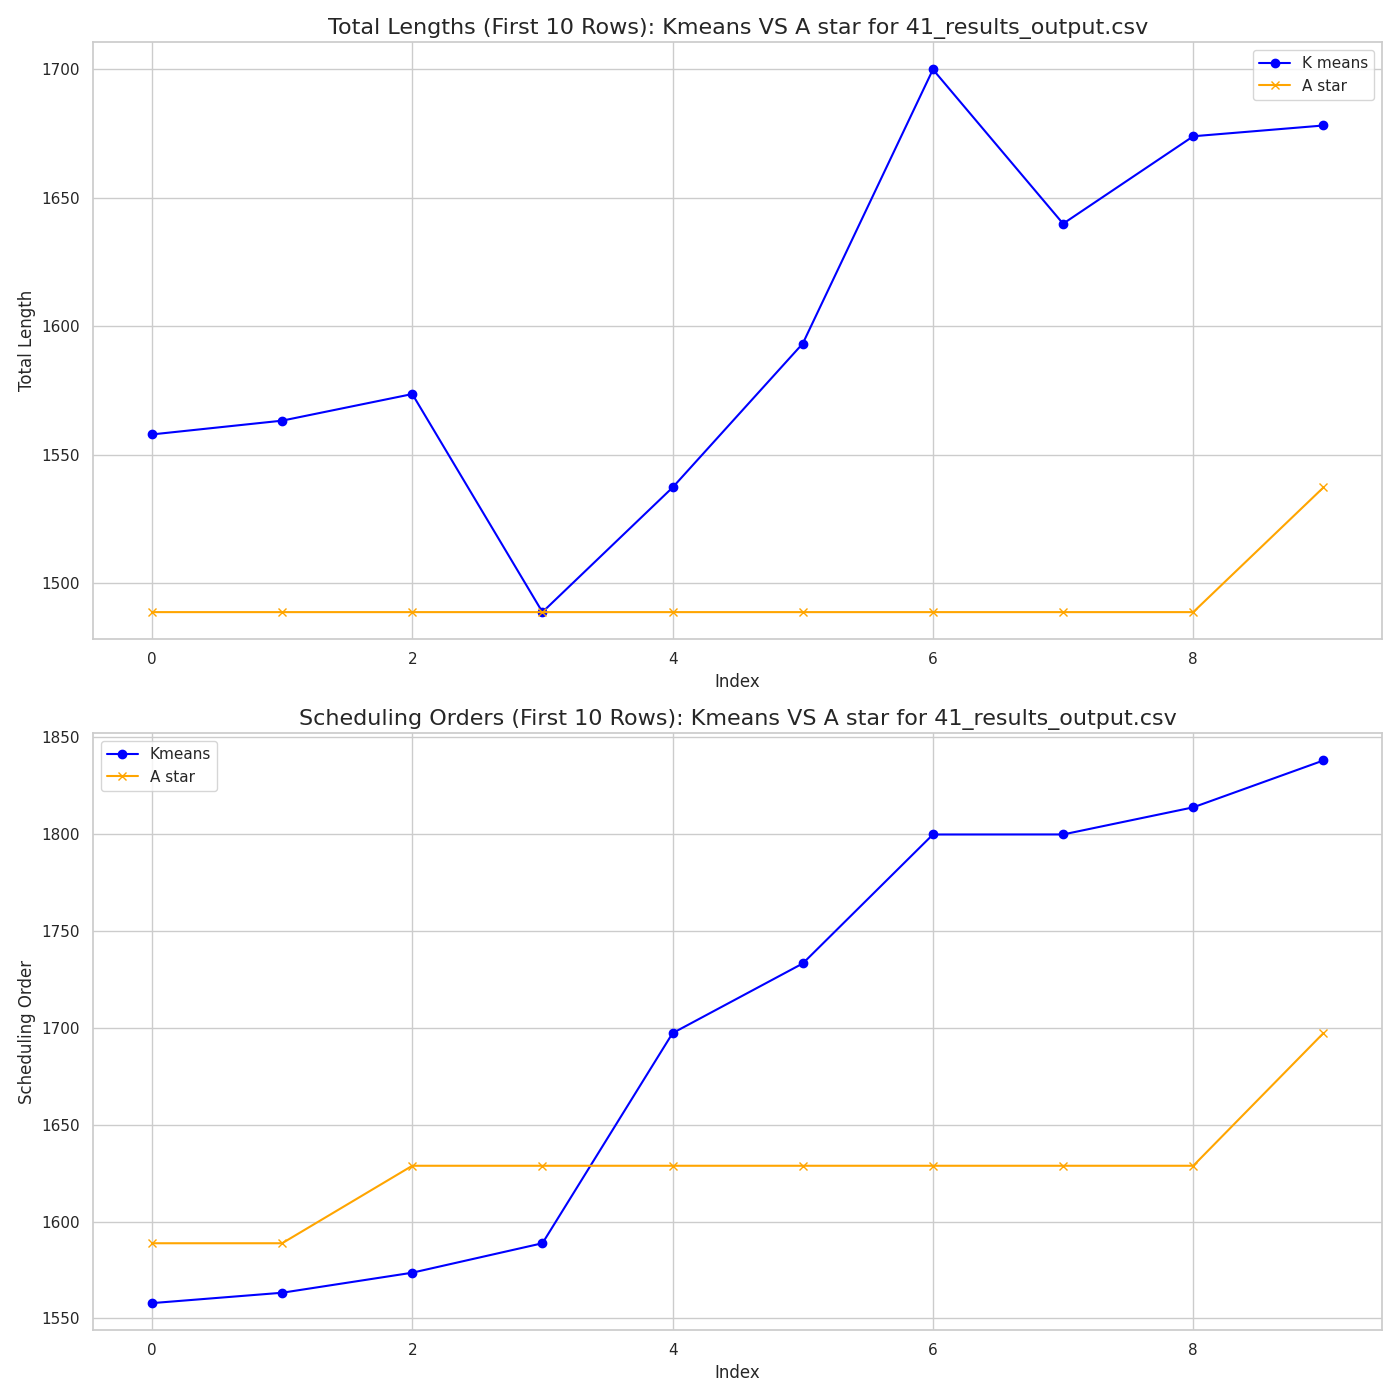 Total Lengths (First 10 Rows): Kmeans VS A star for 41_results_output.csv
K means
A star
1700
1650
1600
1550
1500
Total Length
0 2 4 6 8
Index
Scheduling Orders (First 10 Rows): Kmeans VS A star for 41_results_output.csv
Kmeans
A star
1850
1800
1750
1700
1650
1600
1550
Scheduling Order
0 2 4 6 8
Index